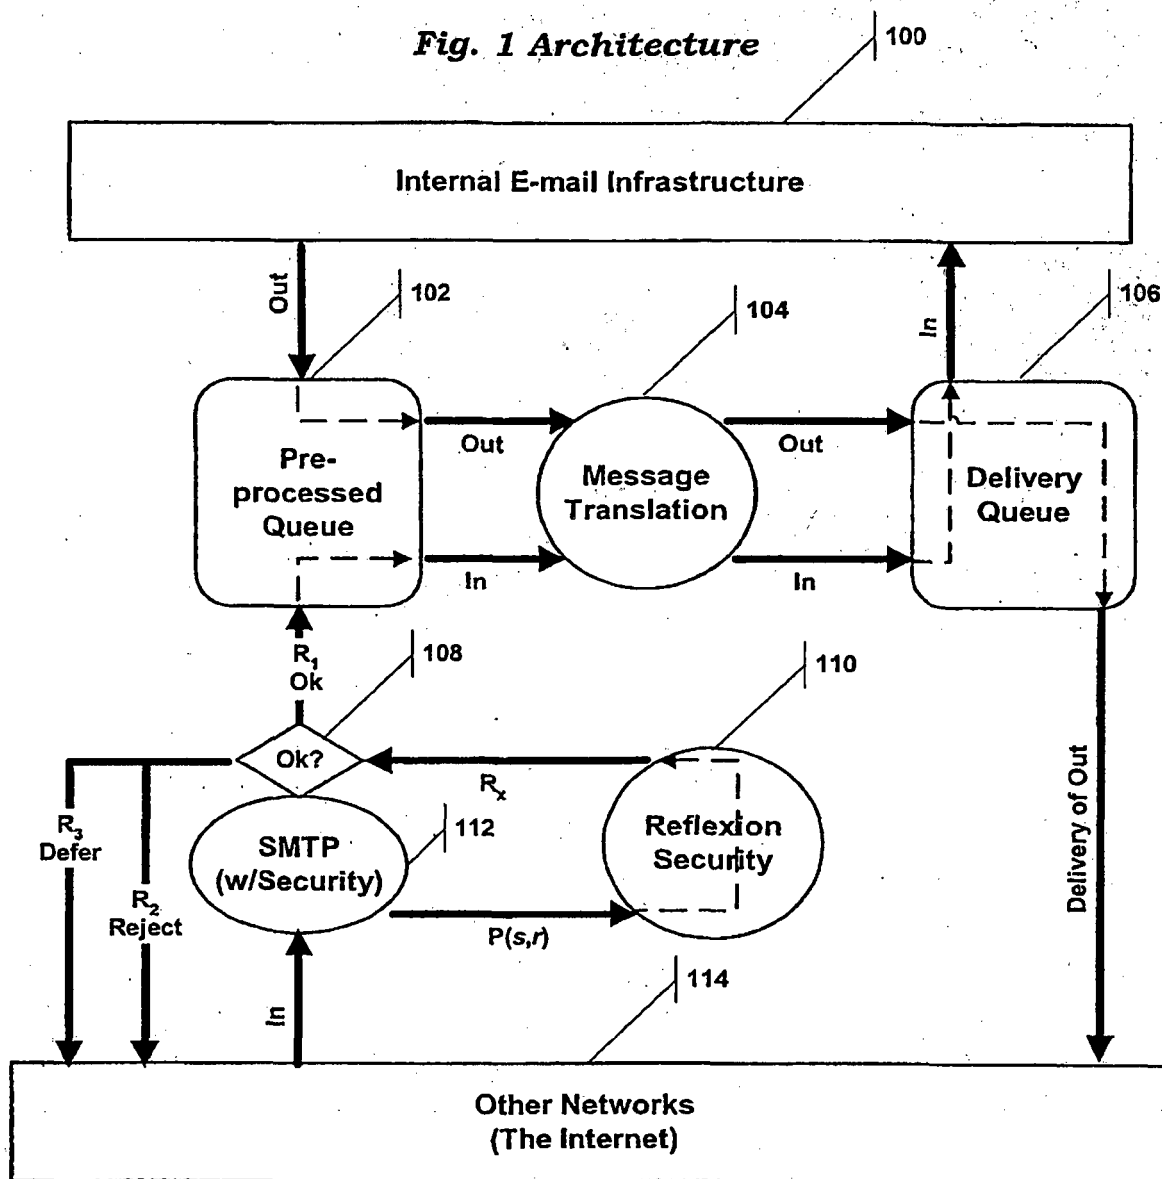 Fig. 1 Architecture
100
Internal E-mail Infrastructure
Out
102
104
In
106
Pre-
processed
Queue
Out
Message
Translation
Out
Delivery
Queue
In
In
R1
Ok
108
110
Ok?
Rx
R3
Defer
R2
Reject
SMTP
(w/Security)
112
Reflexion
Security
P(s,r)
Delivery of Out
In
114
Other Networks
(The Internet)